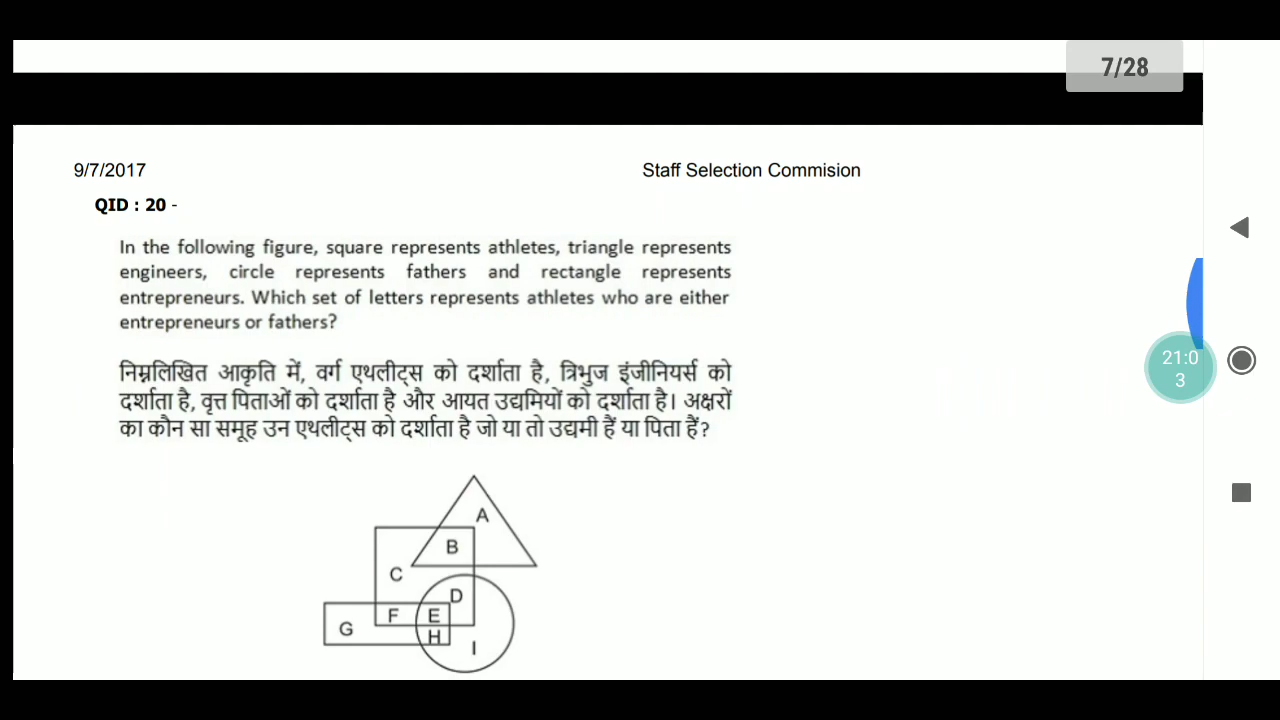 7/28
9/7/2017 Staff Selection Commision
QID : 20 -
In the following figure, square represents athletes, triangle represents
engineers, circle represents fathers and rectangle represents
entrepreneurs. Which set of letters represents athletes who are either
entrepreneurs or fathers?
निम्नलिखित आकृति में, वर्ग एथलीट्स को दर्शाता है, त्रिभुज इंजीनियर्स को
दर्शाता है, वृत्त पिताओं को दर्शाता है और आयत उद्यमियों को दर्शाता है। अक्षरों
का कौन सा समूह उन एथलीट्स को दर्शाता है जो या तो उद्यमी हैं या पिता हैं?
21:0
3
A
B
C
D
F E
G
H
I